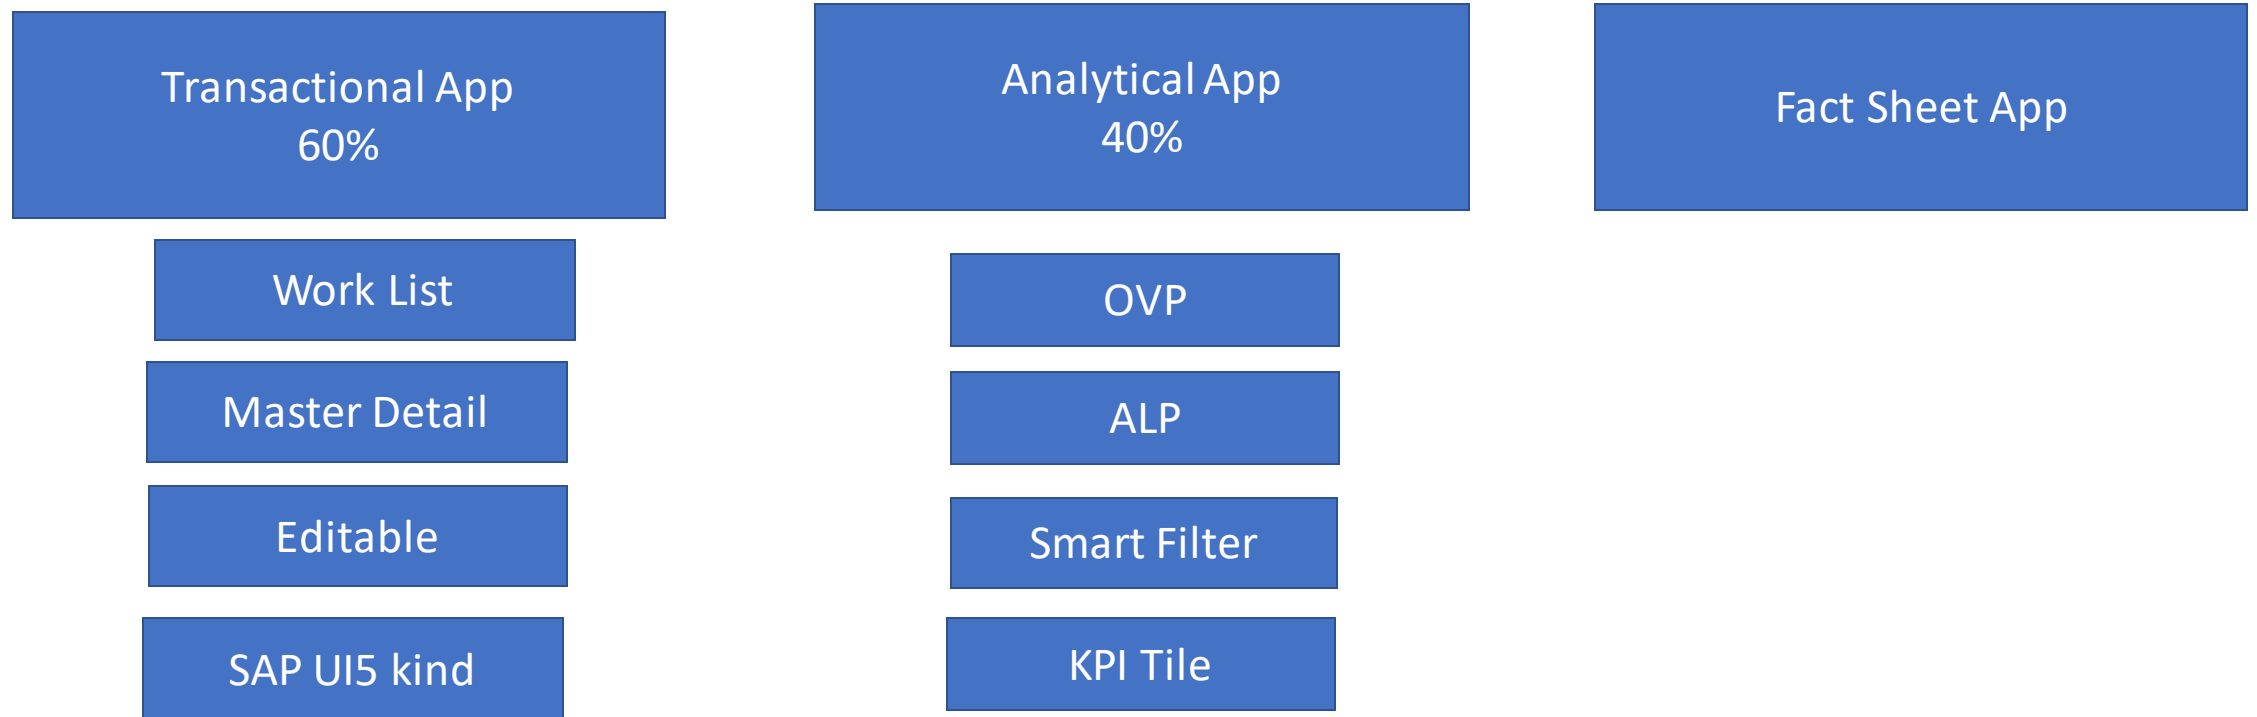 Transactional App
60%
Analytical App
40%
Fact Sheet App
Work List
Master Detail
Editable
SAP UI5 kind
OVP
ALP
Smart Filter
KPI Tile